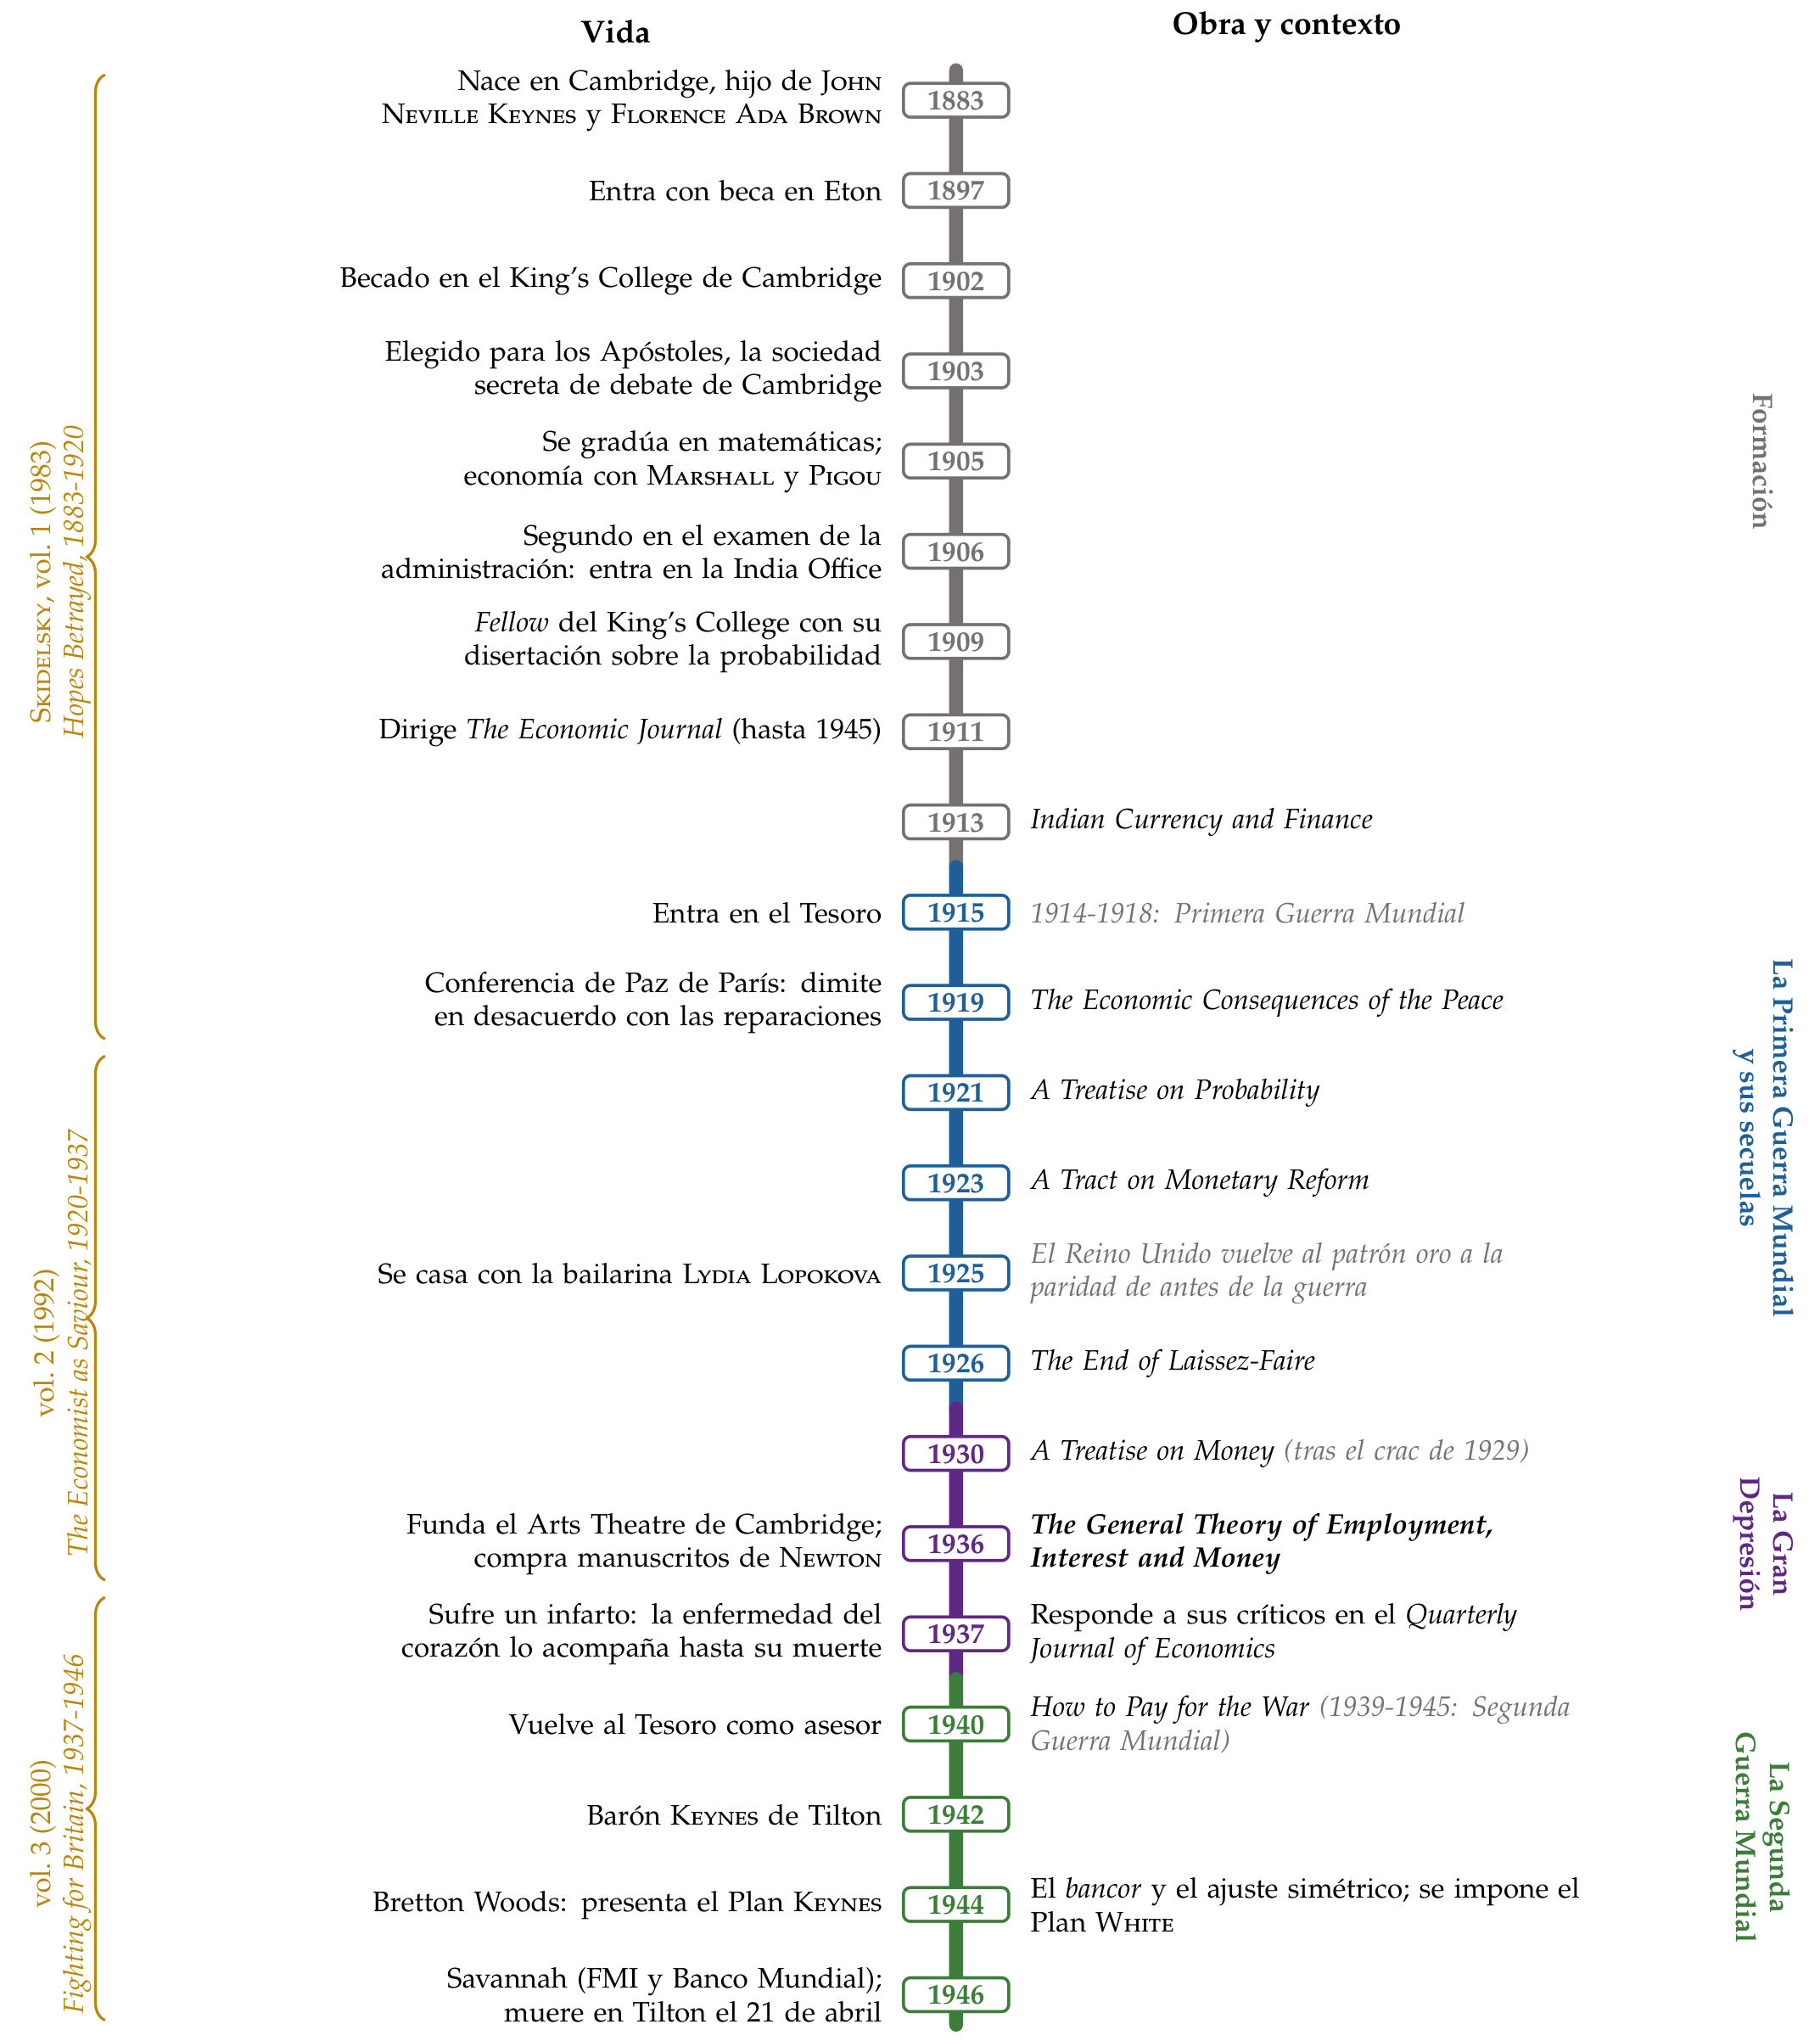 Vida
Obra y contexto
Nace en Cambridge, hijo de John
Neville Keynes y Florence Ada Brown
1883
Entra con beca en Eton
1897
Becado en el King's College de Cambridge
1902
Elegido para los Apóstoles, la sociedad
secreta de debate de Cambridge
1903
Se gradúa en matemáticas;
economía con Marshall y Pigou
1905
Segundo en el examen de la
administración: entra en la India Office
1906
Fellow del King's College con su
disertación sobre la probabilidad
1909
Dirige The Economic Journal (hasta 1945)
1911
1913
Indian Currency and Finance
Entra en el Tesoro
1915
1914-1918: Primera Guerra Mundial
Conferencia de Paz de París: dimite
en desacuerdo con las reparaciones
1919
The Economic Consequences of the Peace
1921
A Treatise on Probability
1923
A Tract on Monetary Reform
Se casa con la bailarina Lydia Lopokova
1925
El Reino Unido vuelve al patrón oro a la
paridad de antes de la guerra
1926
The End of Laissez-Faire
1930
A Treatise on Money (tras el crac de 1929)
Funda el Arts Theatre de Cambridge;
compra manuscritos de Newton
1936
The General Theory of Employment,
Interest and Money
Sufre un infarto: la enfermedad del
corazón lo acompaña hasta su muerte
1937
Responde a sus críticos en el Quarterly
Journal of Economics
Vuelve al Tesoro como asesor
1940
How to Pay for the War (1939-1945: Segunda
Guerra Mundial)
Barón Keynes de Tilton
1942
Bretton Woods: presenta el Plan Keynes
1944
El bancor y el ajuste simétrico; se impone el
Plan White
Savannah (FMI y Banco Mundial);
muere en Tilton el 21 de abril
1946
Skidelsky, vol. 1 (1983)
Hopes Betrayed, 1883-1920
vol. 2 (1992)
The Economist as Saviour, 1920-1937
vol. 3 (2000)
Fighting for Britain, 1937-1946
Formación
La Primera Guerra Mundial
y sus secuelas
La Gran
Depresión
La Segunda
Guerra Mundial